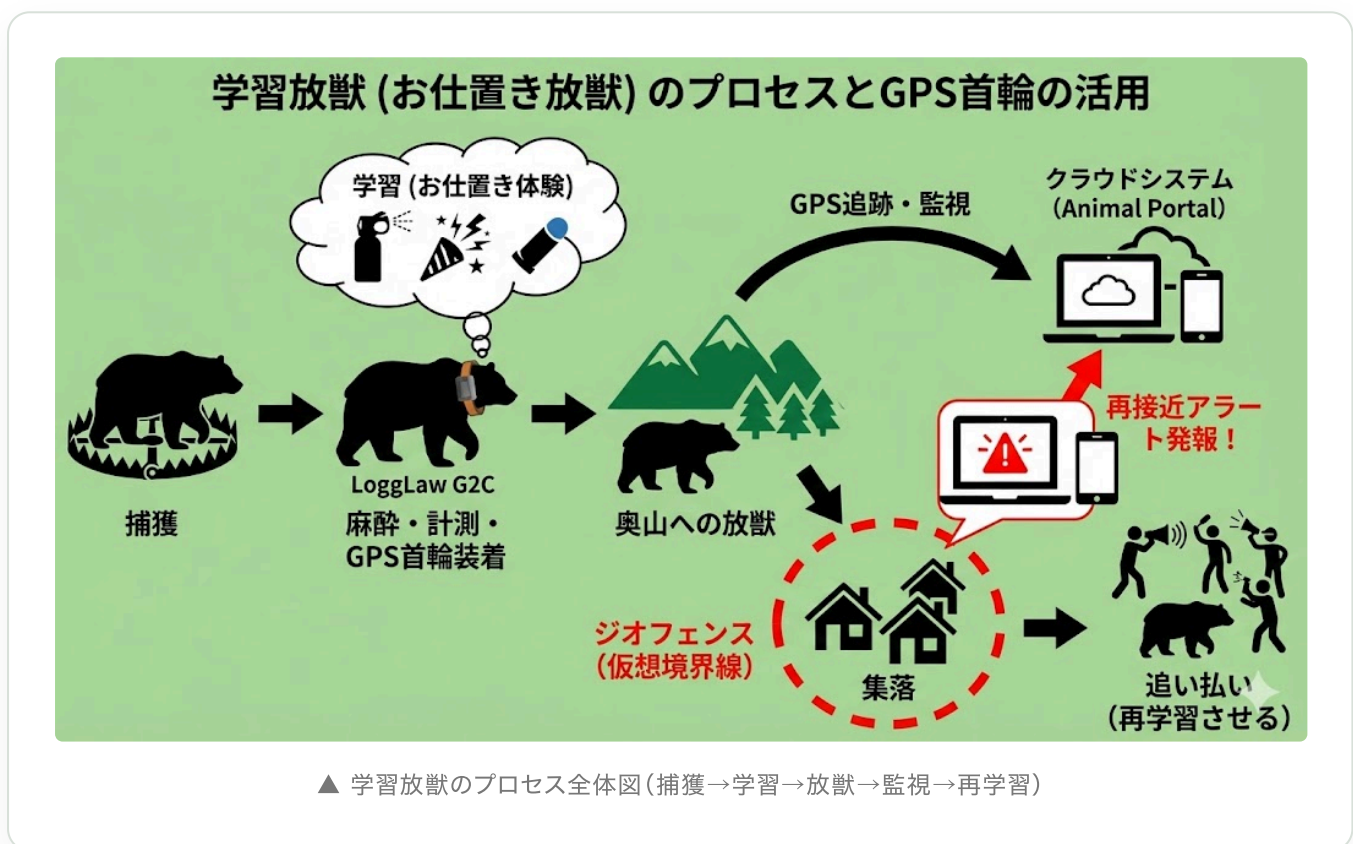 学習放獣 (お仕置き放獣) のプロセスとGPS首輪の活用
学習 (お仕置き体験)
GPS追跡・監視
クラウドシステム
（Animal Portal）
再接近アラー
ト発報！
捕獲
LoggLaw G2C
麻酔・計測・
GPS首輪装着
奥山への放獣
ジオフェンス
（仮想境界線）
集落
追い払い
（再学習させる）
▲ 学習放獣のプロセス全体図（捕獲→学習→放獣→監視→再学習）